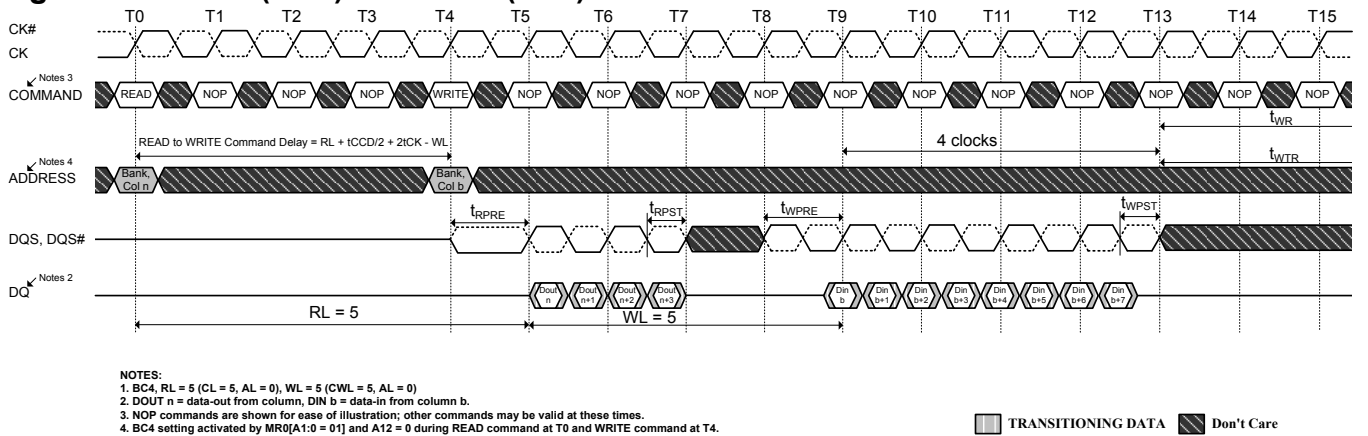 T0 T1 T2 T3 T4 T5 T6 T7 T8 T9 T10 T11 T12 T13 T14 T15
CK#
CK
Notes 3
COMMAND READ NOP NOP NOP WRITE NOP NOP NOP NOP NOP NOP NOP NOP NOP NOP NOP
tWR
READ to WRITE Command Delay = RL + tCCD/2 + 2tCK - WL
4 clocks
tWTR
Notes 4
ADDRESS Bank, Col n Bank, Col b
tRPRE tRPST tWPRE tWPST
DQS, DQS#
Notes 2
DQ Dout n Dout n+1 Dout n+2 Dout n+3 Din b Din b+1 Din b+2 Din b+3 Din b+4 Din b+5 Din b+6 Din b+7
RL = 5 WL = 5
NOTES:
1. BC4, RL = 5 (CL = 5, AL = 0), WL = 5 (CWL = 5, AL = 0)
2. DOUT n = data-out from column, DIN b = data-in from column b.
3. NOP commands are shown for ease of illustration; other commands may be valid at these times.
4. BC4 setting activated by MR0[A1:0 = 01] and A12 = 0 during READ command at T0 and WRITE command at T4.
TRANSITIONING DATA Don't Care